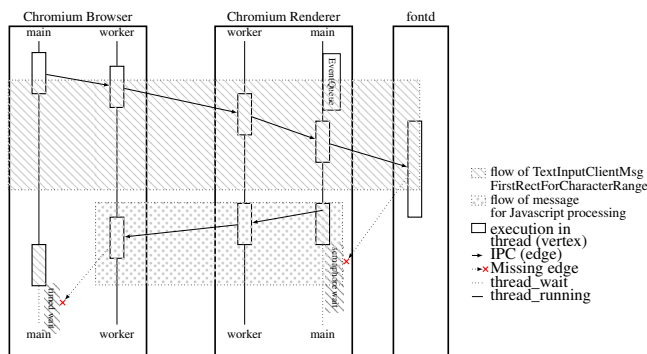 Chromium Browser
Chromium Renderer
fontd
main
worker
worker
main
EventQueue
flow of TextInputClientMsg
FirstRectForCharacterRange
flow of message
for Javascript processing
execution in
thread (vertex)
IPC (edge)
Missing edge
thread_wait
thread_running
semaphore wait
timed wait
main
worker
worker
main